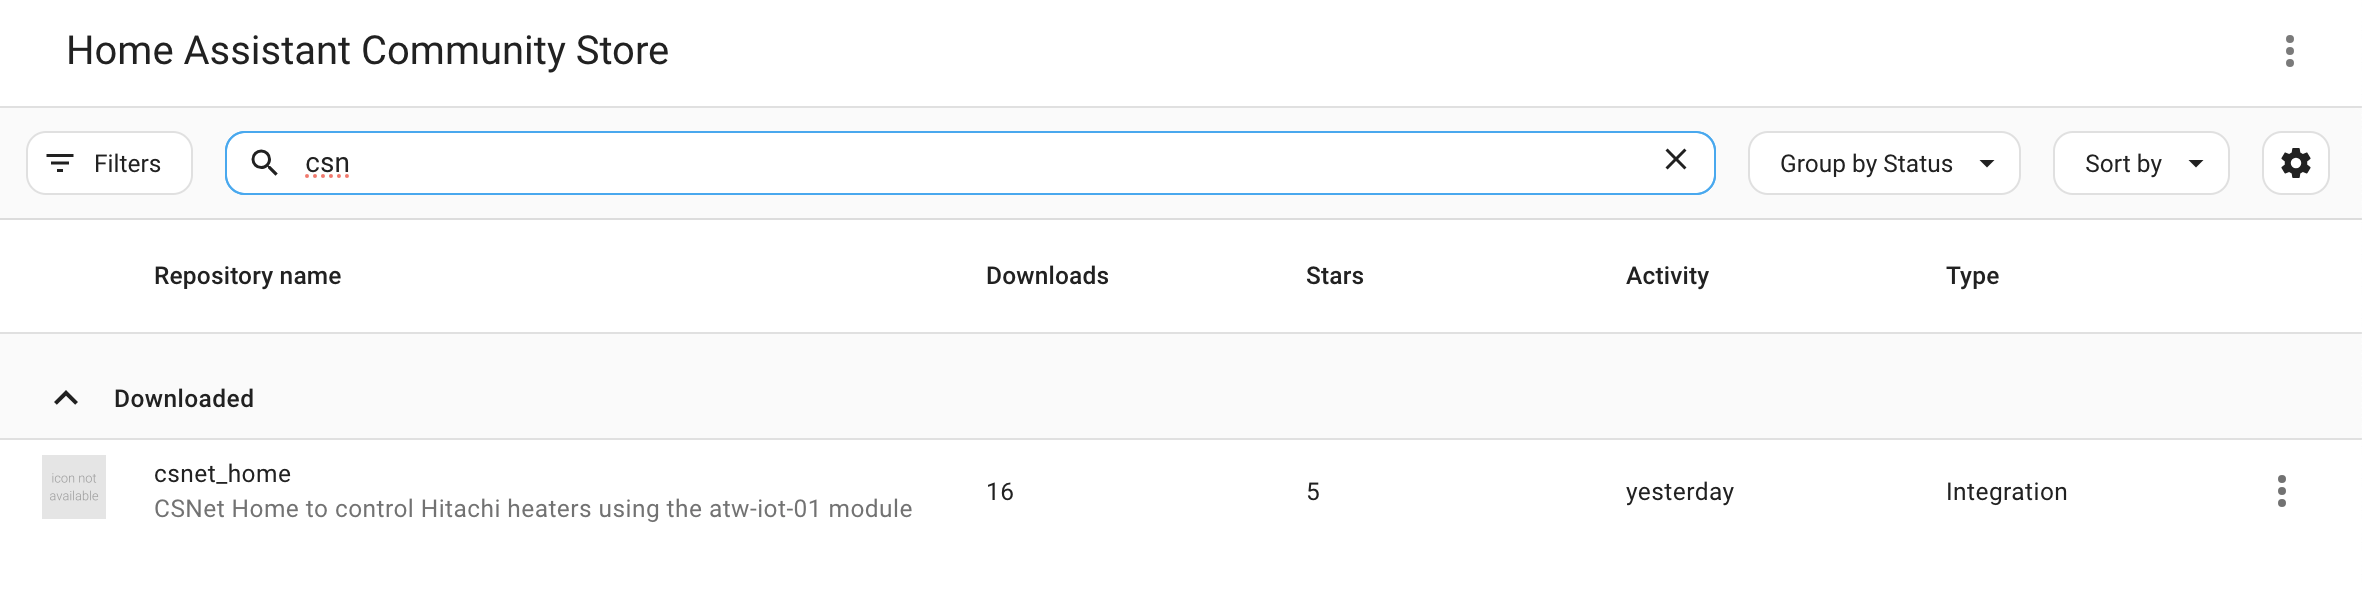 Home Assistant Community Store
Filters
csn
Group by Status
Sort by
Repository name Downloads Stars Activity Type
Downloaded
icon not
available
csnet_home
CSNet Home to control Hitachi heaters using the atw-iot-01 module
16 5 yesterday Integration